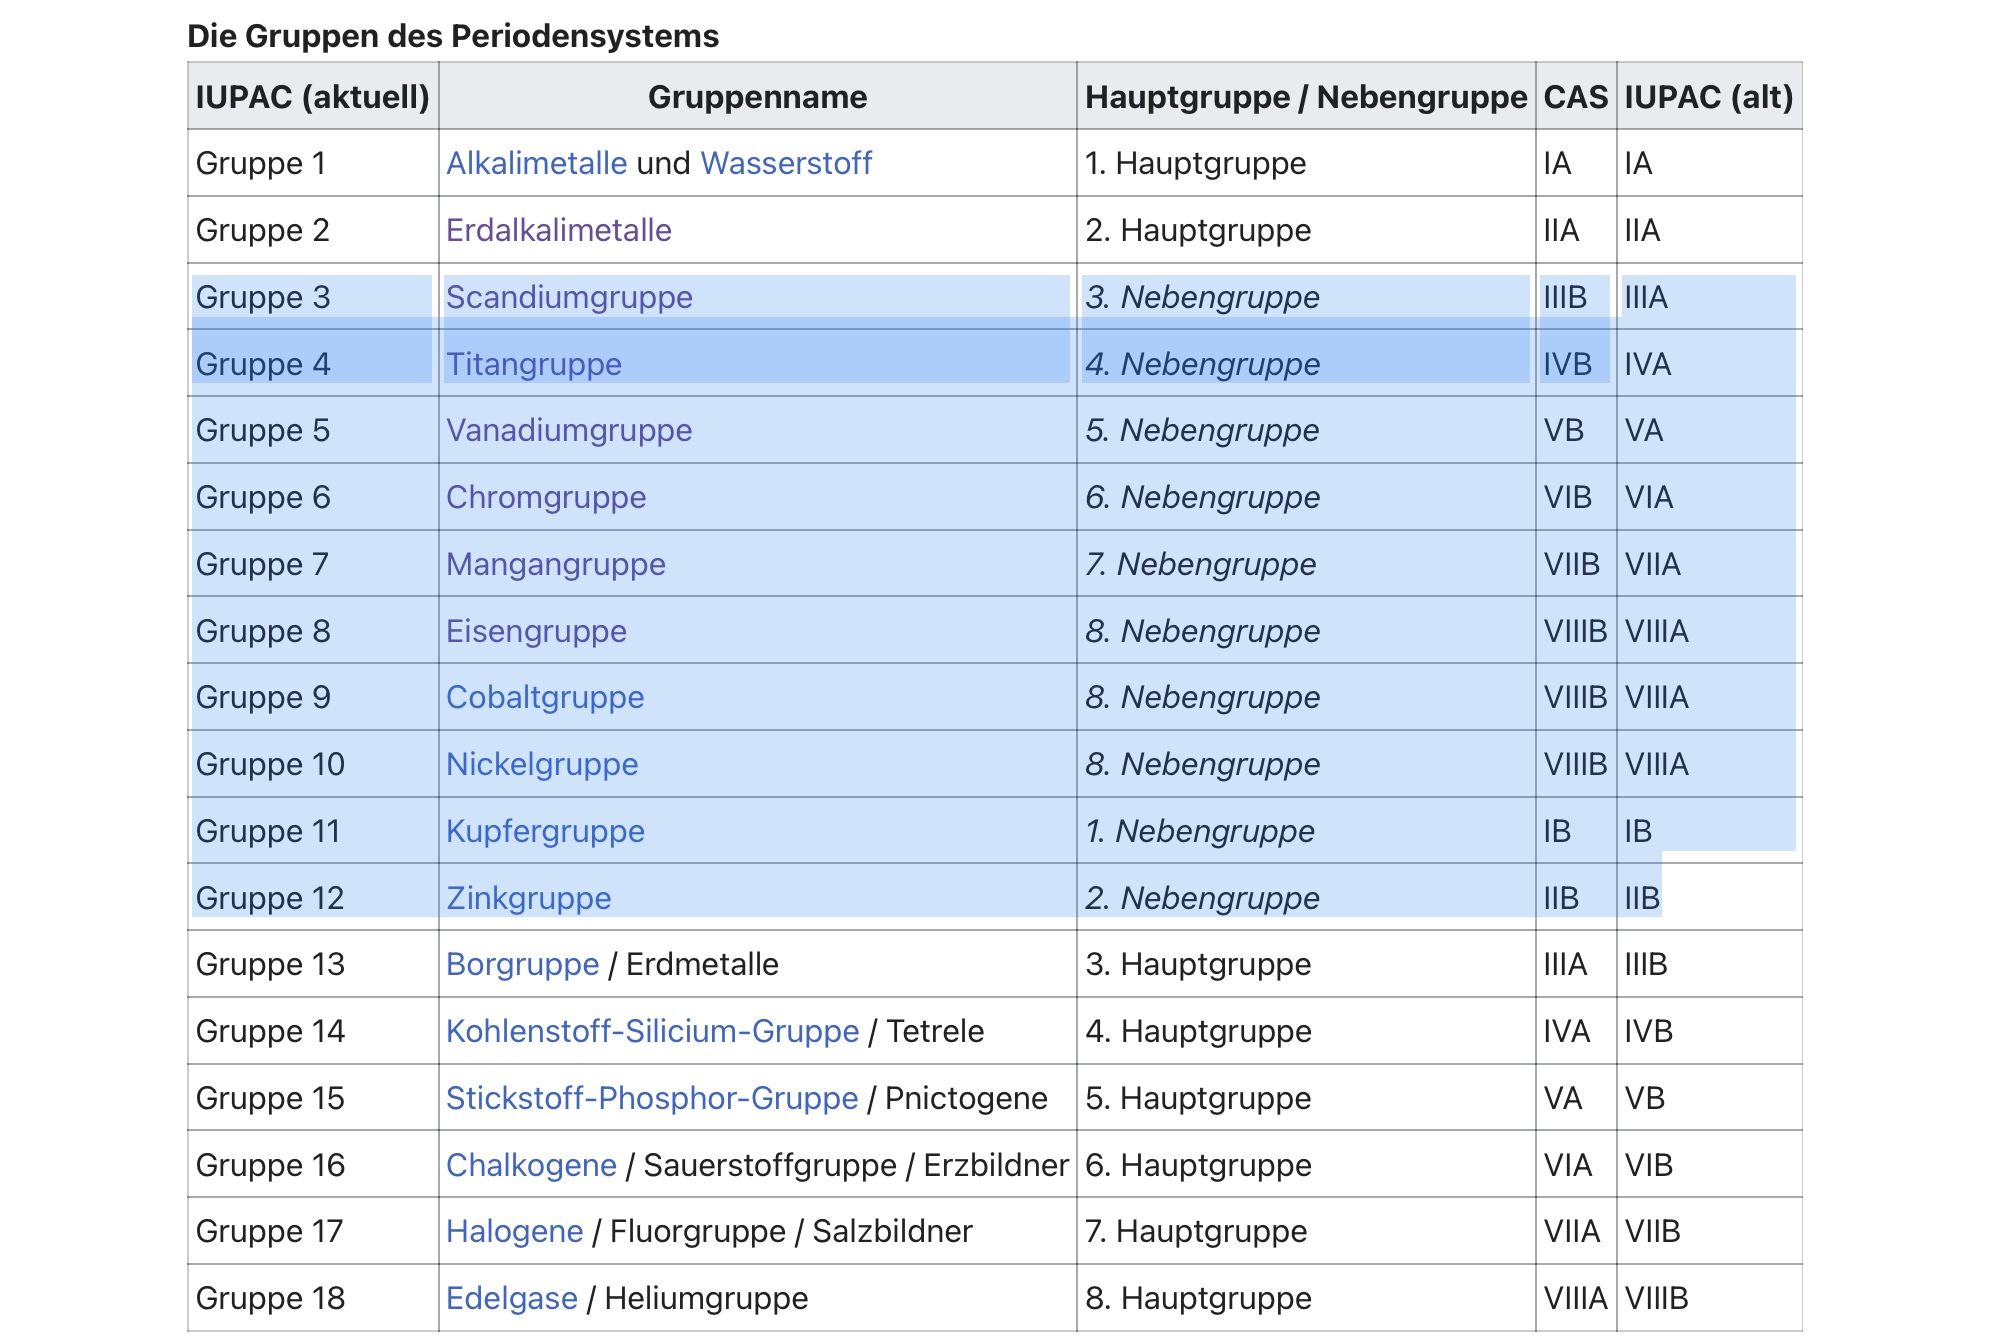 Die Gruppen des Periodensystems
IUPAC (aktuell) Gruppenname Hauptgruppe / Nebengruppe CAS IUPAC (alt)
Gruppe 1 Alkalimetalle und Wasserstoff 1. Hauptgruppe IA IA
Gruppe 2 Erdalkalimetalle 2. Hauptgruppe IIA IIA
Gruppe 3 Scandiumgruppe 3. Nebengruppe IIIB IIIA
Gruppe 4 Titangruppe 4. Nebengruppe IVB IVA
Gruppe 5 Vanadiumgruppe 5. Nebengruppe VB VA
Gruppe 6 Chromgruppe 6. Nebengruppe VIB VIA
Gruppe 7 Mangangruppe 7. Nebengruppe VIIB VIIA
Gruppe 8 Eisengruppe 8. Nebengruppe VIIIB VIIIA
Gruppe 9 Cobaltgruppe 8. Nebengruppe VIIIB VIIIA
Gruppe 10 Nickelgruppe 8. Nebengruppe VIIIB VIIIA
Gruppe 11 Kupfergruppe 1. Nebengruppe IB IB
Gruppe 12 Zinkgruppe 2. Nebengruppe IIB IIB
Gruppe 13 Borgruppe / Erdmetalle 3. Hauptgruppe IIIA IIIB
Gruppe 14 Kohlenstoff-Silicium-Gruppe / Tetrele 4. Hauptgruppe IVA IVB
Gruppe 15 Stickstoff-Phosphor-Gruppe / Pnictogene 5. Hauptgruppe VA VB
Gruppe 16 Chalkogene / Sauerstoffgruppe / Erzbildner 6. Hauptgruppe VIA VIB
Gruppe 17 Halogene / Fluorgruppe / Salzbildner 7. Hauptgruppe VIIA VIIB
Gruppe 18 Edelgase / Heliumgruppe 8. Hauptgruppe VIIIA VIIIB